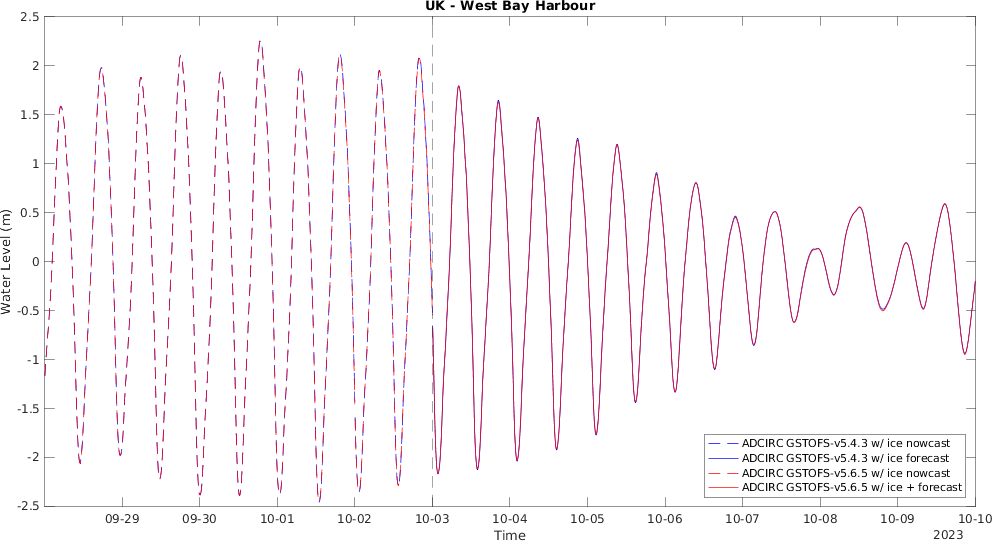 UK - West Bay Harbour
2.5
2
1.5
1
0.5
0
-0.5
-1
-1.5
-2
-2.5
Water Level (m)
ADCIRC GSTOFS-v5.4.3 w/ ice nowcast
ADCIRC GSTOFS-v5.4.3 w/ ice forecast
ADCIRC GSTOFS-v5.6.5 w/ ice nowcast
ADCIRC GSTOFS-v5.6.5 w/ ice + forecast
09-29 09-30 10-01 10-02 10-03 10-04 10-05 10-06 10-07 10-08 10-09 10-10
Time
2023